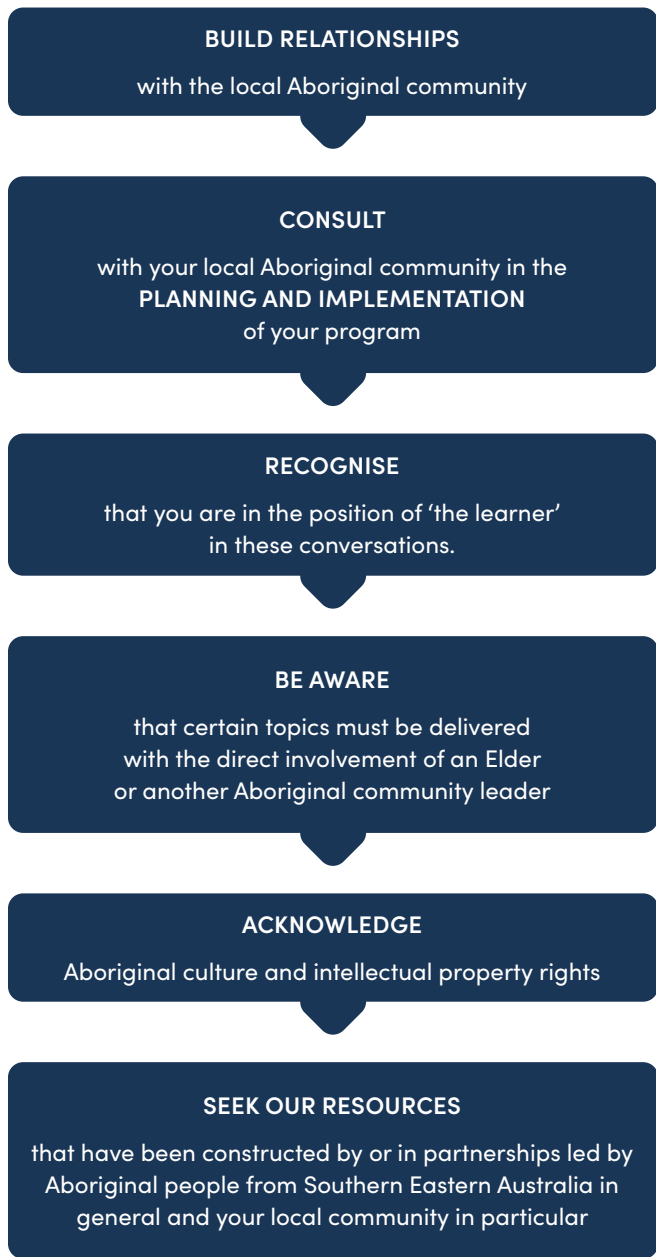 BUILD RELATIONSHIPS
with the local Aboriginal community
CONSULT
with your local Aboriginal community in the
PLANNING AND IMPLEMENTATION
of your program
RECOGNISE
that you are in the position of ‘the learner’
in these conversations.
BE AWARE
that certain topics must be delivered
with the direct involvement of an Elder
or another Aboriginal community leader
ACKNOWLEDGE
Aboriginal culture and intellectual property rights
SEEK OUR RESOURCES
that have been constructed by or in partnerships led by
Aboriginal people from Southern Eastern Australia in
general and your local community in particular